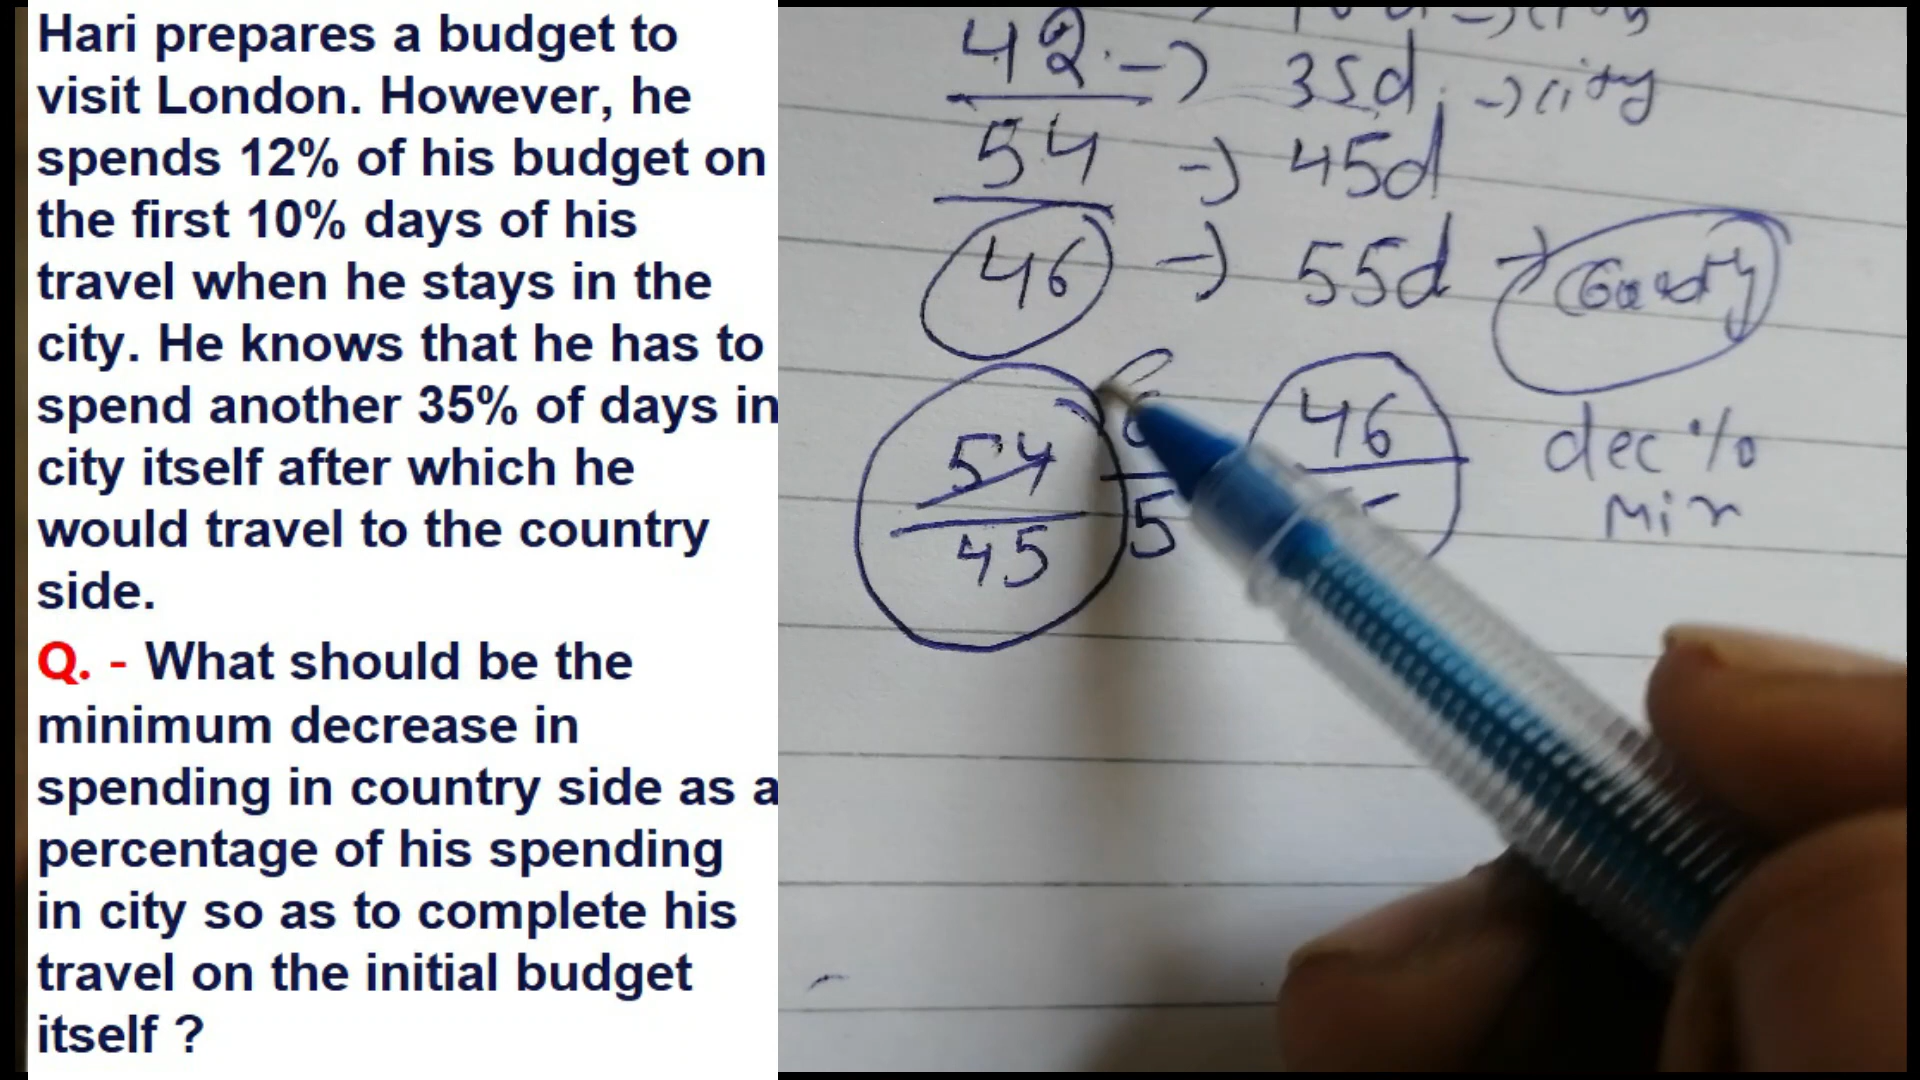 Hari prepares a budget to
visit London. However, he
spends 12% of his budget on
the first 10% days of his
travel when he stays in the
city. He knows that he has to
spend another 35% of days in
city itself after which he
would travel to the country
side.
Q. - What should be the
minimum decrease in
spending in country side as a
percentage of his spending
in city so as to complete his
travel on the initial budget
itself ?
42 → 35d → city
54 → 45d
46 → 55d →
54 6 46 dec %
45 5 Min